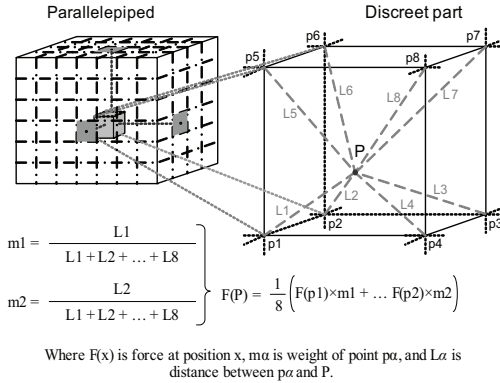 Parallelepiped
Discreet part
p6
p7
p5
p8
L6
L8
L7
L5
P
L3
L1
L2
L4
p2
p3
p1
p4
m1 = L1 / L1 + L2 + … + L8
m2 = L2 / L1 + L2 + … + L8
F(P) = 1/8 ( F(p1)×m1 + … F(p2)×m2 )
Where F(x) is force at position x, mα is weight of point pα, and Lα is
distance between pα and P.